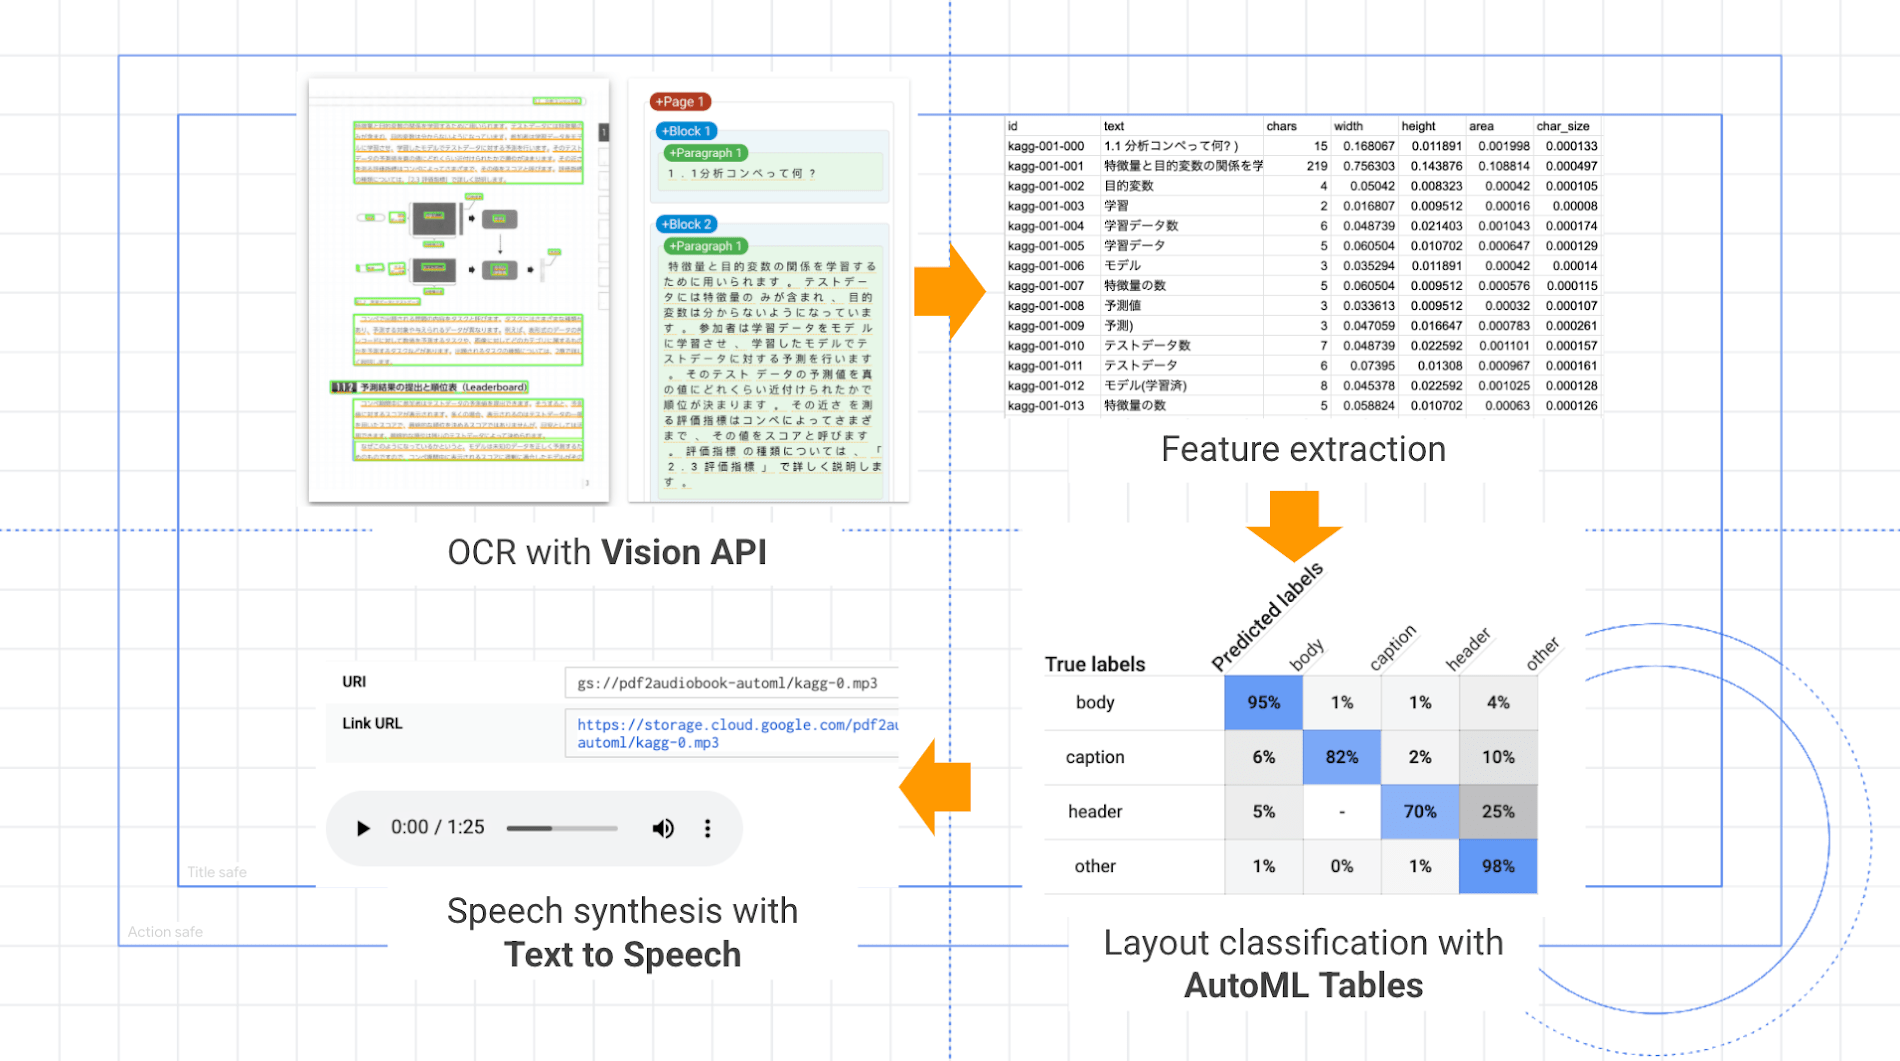 1.1.2 予測結果の提出と順位表 (Leaderboard)
+Page 1
+Block 1
+Paragraph 1
1.1分析コンペって何?
+Block 2
+Paragraph 1
特徴量と目的変数の関係を学習する
ために用いられます。テストデー
タには特徴量の みが含まれ、目的
変数は分からないようになっていま
す。参加者は学習データをモデル
に学習させ、学習したモデルでテ
ストデータに対する予測を行います
。そのテスト データの予測値を真
の値にどれくらい近付けられたかで
順位が決まります。その近さ を測
る評価指標はコンペによってさまざ
まで、その値をスコアと呼びます
。評価指標 の種類については、「
2.3 評価指標」で詳しく説明しま
す。
OCR with Vision API
id text chars width height area char_size
kagg-001-000 1.1 分析コンペって何? ) 15 0.168067 0.011891 0.001998 0.000133
kagg-001-001 特徴量と目的変数の関係を学 219 0.756303 0.143876 0.108814 0.000497
kagg-001-002 目的変数 4 0.05042 0.008323 0.00042 0.000105
kagg-001-003 学習 2 0.016807 0.009512 0.00016 0.00008
kagg-001-004 学習データ数 6 0.048739 0.021403 0.001043 0.000174
kagg-001-005 学習データ 5 0.060504 0.010702 0.000647 0.000129
kagg-001-006 モデル 3 0.035294 0.011891 0.00042 0.00014
kagg-001-007 特徴量の数 5 0.060504 0.009512 0.000576 0.000115
kagg-001-008 予測値 3 0.033613 0.009512 0.00032 0.000107
kagg-001-009 予測) 3 0.047059 0.016647 0.000783 0.000261
kagg-001-010 テストデータ数 7 0.048739 0.022592 0.001101 0.000157
kagg-001-011 テストデータ 6 0.07395 0.01308 0.000967 0.000161
kagg-001-012 モデル(学習済) 8 0.045378 0.022592 0.001025 0.000128
kagg-001-013 特徴量の数 5 0.058824 0.010702 0.00063 0.000126
Feature extraction
Predicted labels
True labels body caption header other
body 95% 1% 1% 4%
caption 6% 82% 2% 10%
header 5% - 70% 25%
other 1% 0% 1% 98%
Layout classification with
AutoML Tables
URI gs://pdf2audiobook-automl/kagg-0.mp3
Link URL https://storage.cloud.google.com/pdf2au
automl/kagg-0.mp3
0:00 / 1:25
Speech synthesis with
Text to Speech
Title safe
Action safe